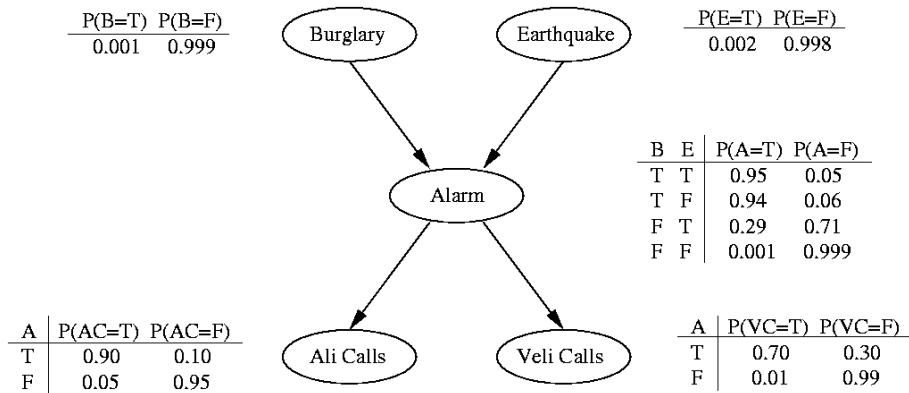 P(B=T) P(B=F)
0.001 0.999
Burglary
Earthquake
P(E=T) P(E=F)
0.002 0.998
B E P(A=T) P(A=F)
T T 0.95 0.05
T F 0.94 0.06
F T 0.29 0.71
F F 0.001 0.999
Alarm
A P(AC=T) P(AC=F)
T 0.90 0.10
F 0.05 0.95
Ali Calls
Veli Calls
A P(VC=T) P(VC=F)
T 0.70 0.30
F 0.01 0.99